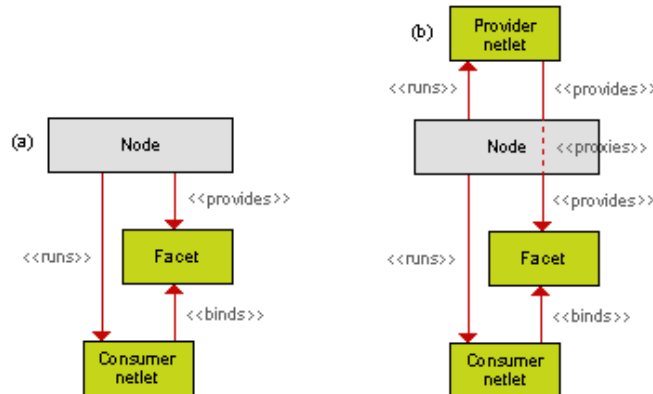 (a)
Node
<<provides>>
<<runs>>
Facet
<<binds>>
Consumer
netlet
(b)
Provider
netlet
<<runs>>
<<provides>>
Node
<<proxies>>
<<provides>>
<<runs>>
Facet
<<binds>>
Consumer
netlet